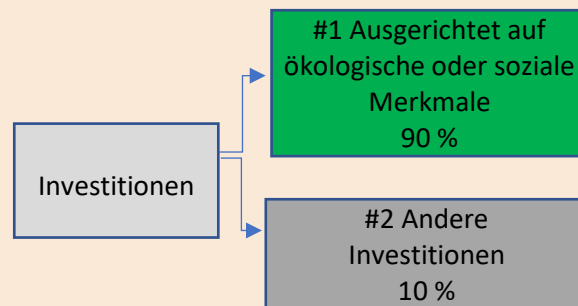 #1 Ausgerichtet auf
ökologische oder soziale
Merkmale
90 %
Investitionen
#2 Andere
Investitionen
10 %